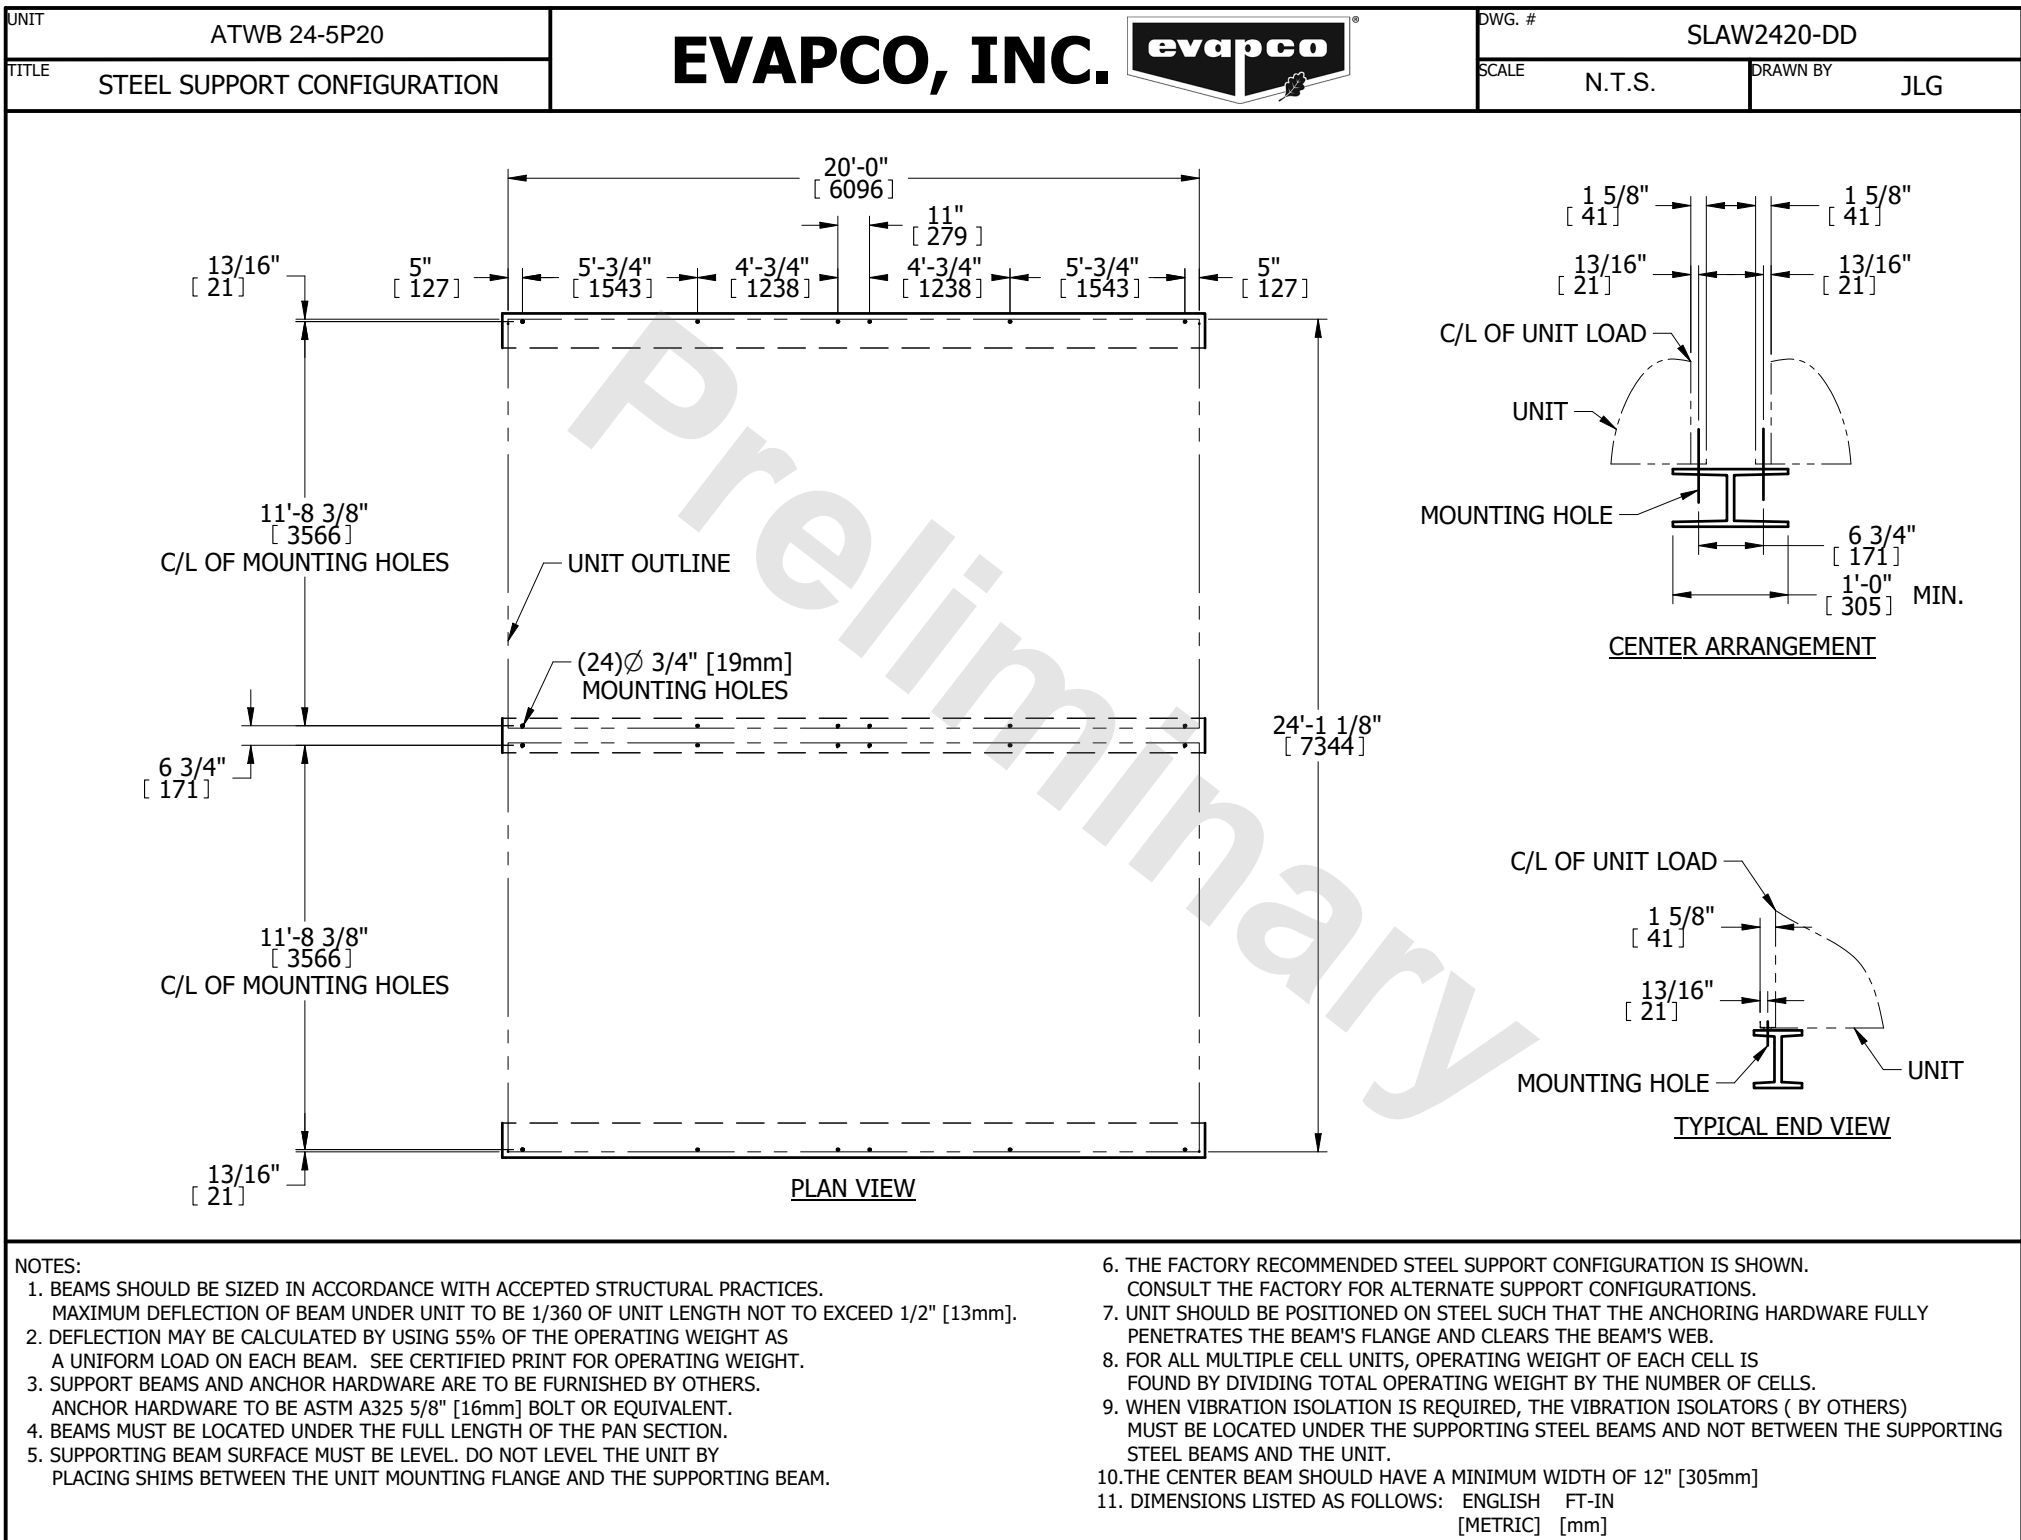 UNIT
ATWB 24-5P20
TITLE
STEEL SUPPORT CONFIGURATION
EVAPCO, INC.
evapco
®
DWG. #
SLAW2420-DD
SCALE
N.T.S.
DRAWN BY
JLG
20'-0"
[ 6096 ]
11"
[ 279 ]
13/16"
[ 21 ]
5"
[ 127 ]
5'-3/4"
[ 1543 ]
4'-3/4"
[ 1238 ]
4'-3/4"
[ 1238 ]
5'-3/4"
[ 1543 ]
5"
[ 127 ]
11'-8 3/8"
[ 3566 ]
C/L OF MOUNTING HOLES
UNIT OUTLINE
(24)Ø 3/4" [19mm]
MOUNTING HOLES
6 3/4"
[ 171 ]
24'-1 1/8"
[ 7344 ]
11'-8 3/8"
[ 3566 ]
C/L OF MOUNTING HOLES
13/16"
[ 21 ]
PLAN VIEW
Preliminary
1 5/8"
[ 41 ]
1 5/8"
[ 41 ]
13/16"
[ 21 ]
13/16"
[ 21 ]
C/L OF UNIT LOAD
UNIT
MOUNTING HOLE
6 3/4"
[ 171 ]
1'-0"
[ 305 ]
MIN.
CENTER ARRANGEMENT
C/L OF UNIT LOAD
1 5/8"
[ 41 ]
13/16"
[ 21 ]
MOUNTING HOLE
UNIT
TYPICAL END VIEW
NOTES:
1. BEAMS SHOULD BE SIZED IN ACCORDANCE WITH ACCEPTED STRUCTURAL PRACTICES.
MAXIMUM DEFLECTION OF BEAM UNDER UNIT TO BE 1/360 OF UNIT LENGTH NOT TO EXCEED 1/2" [13mm].
2. DEFLECTION MAY BE CALCULATED BY USING 55% OF THE OPERATING WEIGHT AS
A UNIFORM LOAD ON EACH BEAM. SEE CERTIFIED PRINT FOR OPERATING WEIGHT.
3. SUPPORT BEAMS AND ANCHOR HARDWARE ARE TO BE FURNISHED BY OTHERS.
ANCHOR HARDWARE TO BE ASTM A325 5/8" [16mm] BOLT OR EQUIVALENT.
4. BEAMS MUST BE LOCATED UNDER THE FULL LENGTH OF THE PAN SECTION.
5. SUPPORTING BEAM SURFACE MUST BE LEVEL. DO NOT LEVEL THE UNIT BY
PLACING SHIMS BETWEEN THE UNIT MOUNTING FLANGE AND THE SUPPORTING BEAM.
6. THE FACTORY RECOMMENDED STEEL SUPPORT CONFIGURATION IS SHOWN.
CONSULT THE FACTORY FOR ALTERNATE SUPPORT CONFIGURATIONS.
7. UNIT SHOULD BE POSITIONED ON STEEL SUCH THAT THE ANCHORING HARDWARE FULLY
PENETRATES THE BEAM'S FLANGE AND CLEARS THE BEAM'S WEB.
8. FOR ALL MULTIPLE CELL UNITS, OPERATING WEIGHT OF EACH CELL IS
FOUND BY DIVIDING TOTAL OPERATING WEIGHT BY THE NUMBER OF CELLS.
9. WHEN VIBRATION ISOLATION IS REQUIRED, THE VIBRATION ISOLATORS ( BY OTHERS)
MUST BE LOCATED UNDER THE SUPPORTING STEEL BEAMS AND NOT BETWEEN THE SUPPORTING
STEEL BEAMS AND THE UNIT.
10.THE CENTER BEAM SHOULD HAVE A MINIMUM WIDTH OF 12" [305mm]
11. DIMENSIONS LISTED AS FOLLOWS: ENGLISH FT-IN
[METRIC] [mm]